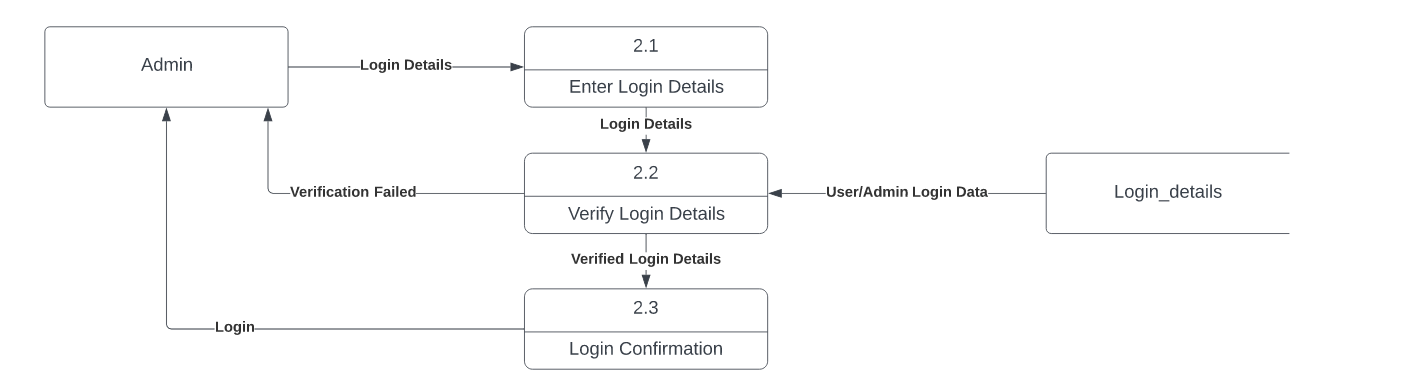 2.1
Admin
Login Details
Enter Login Details
Login Details
2.2
Verification Failed
User/Admin Login Data
Login_details
Verify Login Details
Verified Login Details
2.3
Login
Login Confirmation